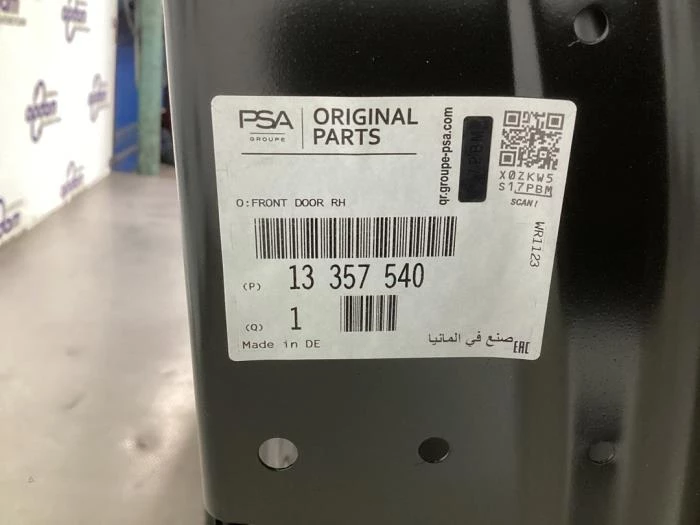 PSA
GROUPE
ORIGINAL
PARTS
qr.groupe-psa.com
X0ZKW5
S17PBM
SCAN!
WR1123
O:FRONT DOOR RH
(P) 13 357 540
(Q) 1
Made in DE
صنع في المانيا
EAC